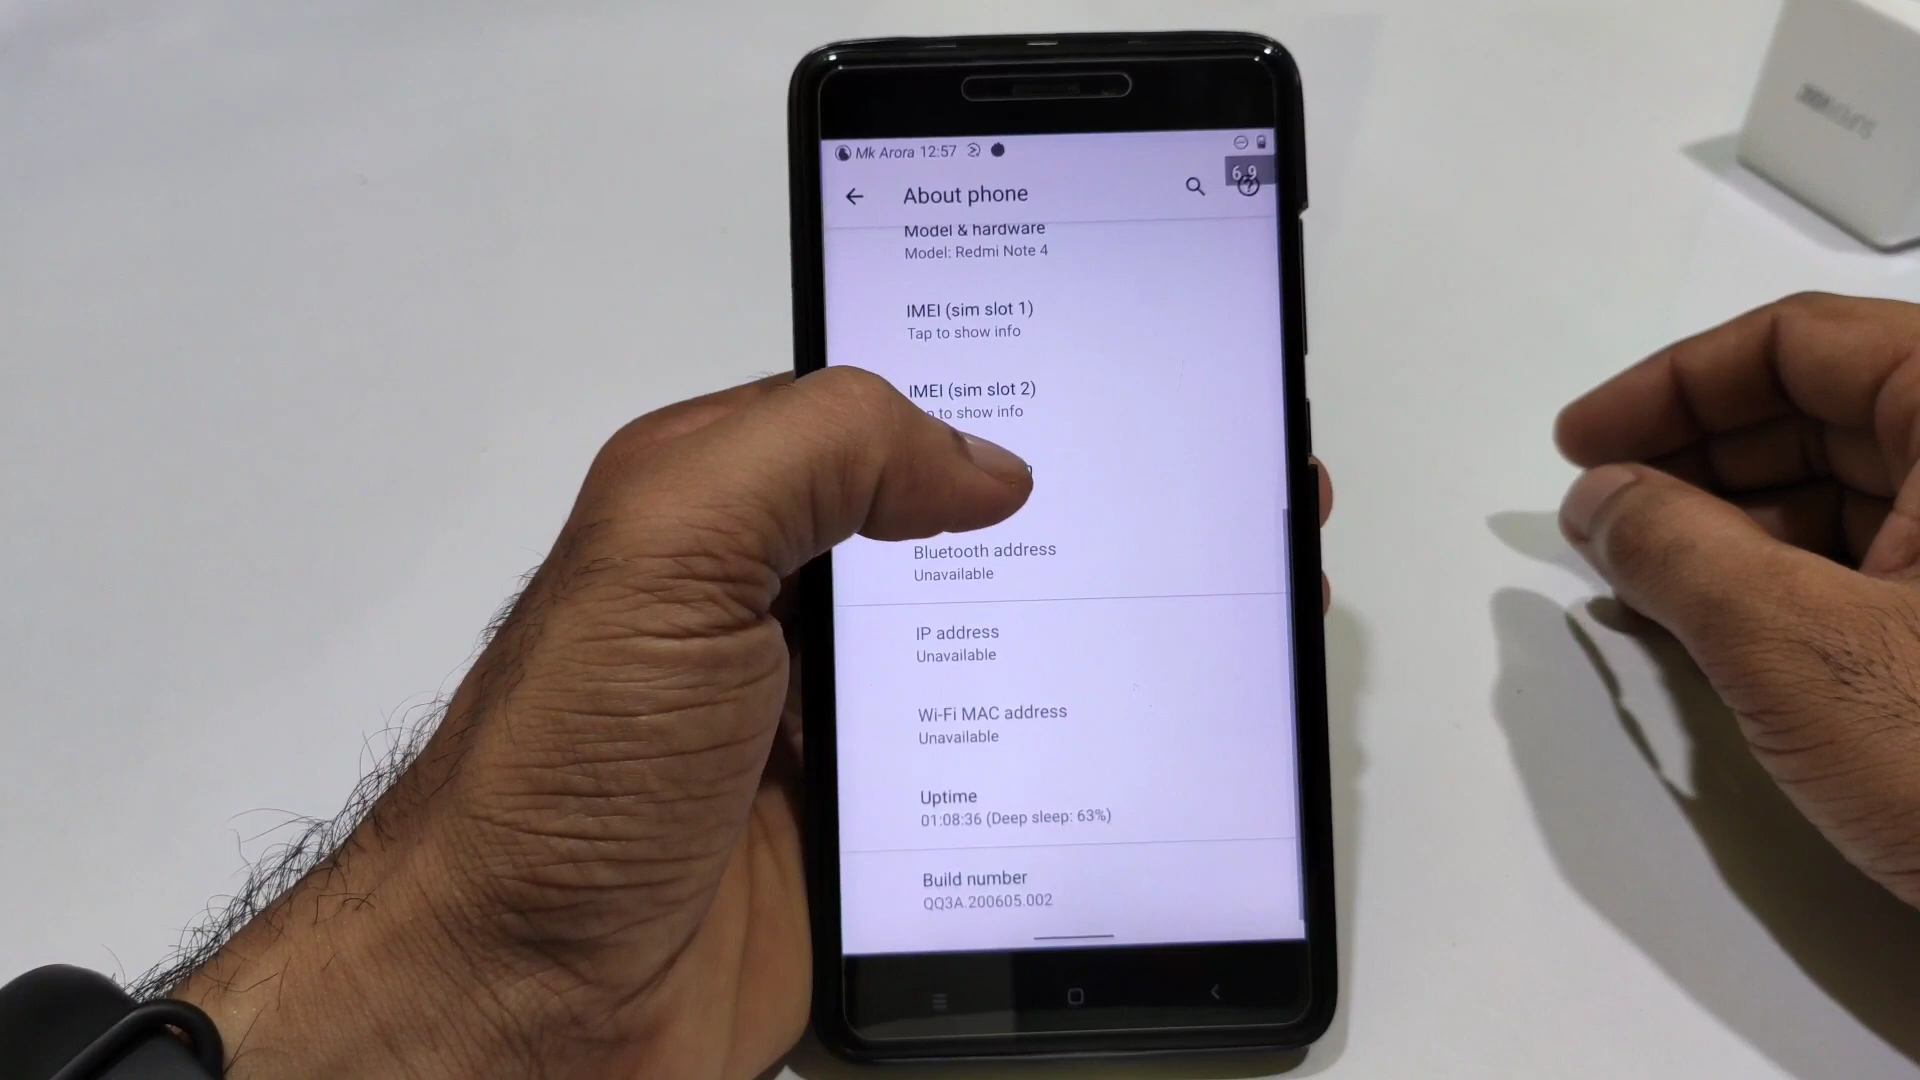 Mk Arora 12:57
6.9
About phone
Model & hardware
Model: Redmi Note 4
IMEI (sim slot 1)
Tap to show info
IMEI (sim slot 2)
to show info
Bluetooth address
Unavailable
IP address
Unavailable
Wi-Fi MAC address
Unavailable
Uptime
01:08:36 (Deep sleep: 63%)
Build number
QQ3A.200605.002